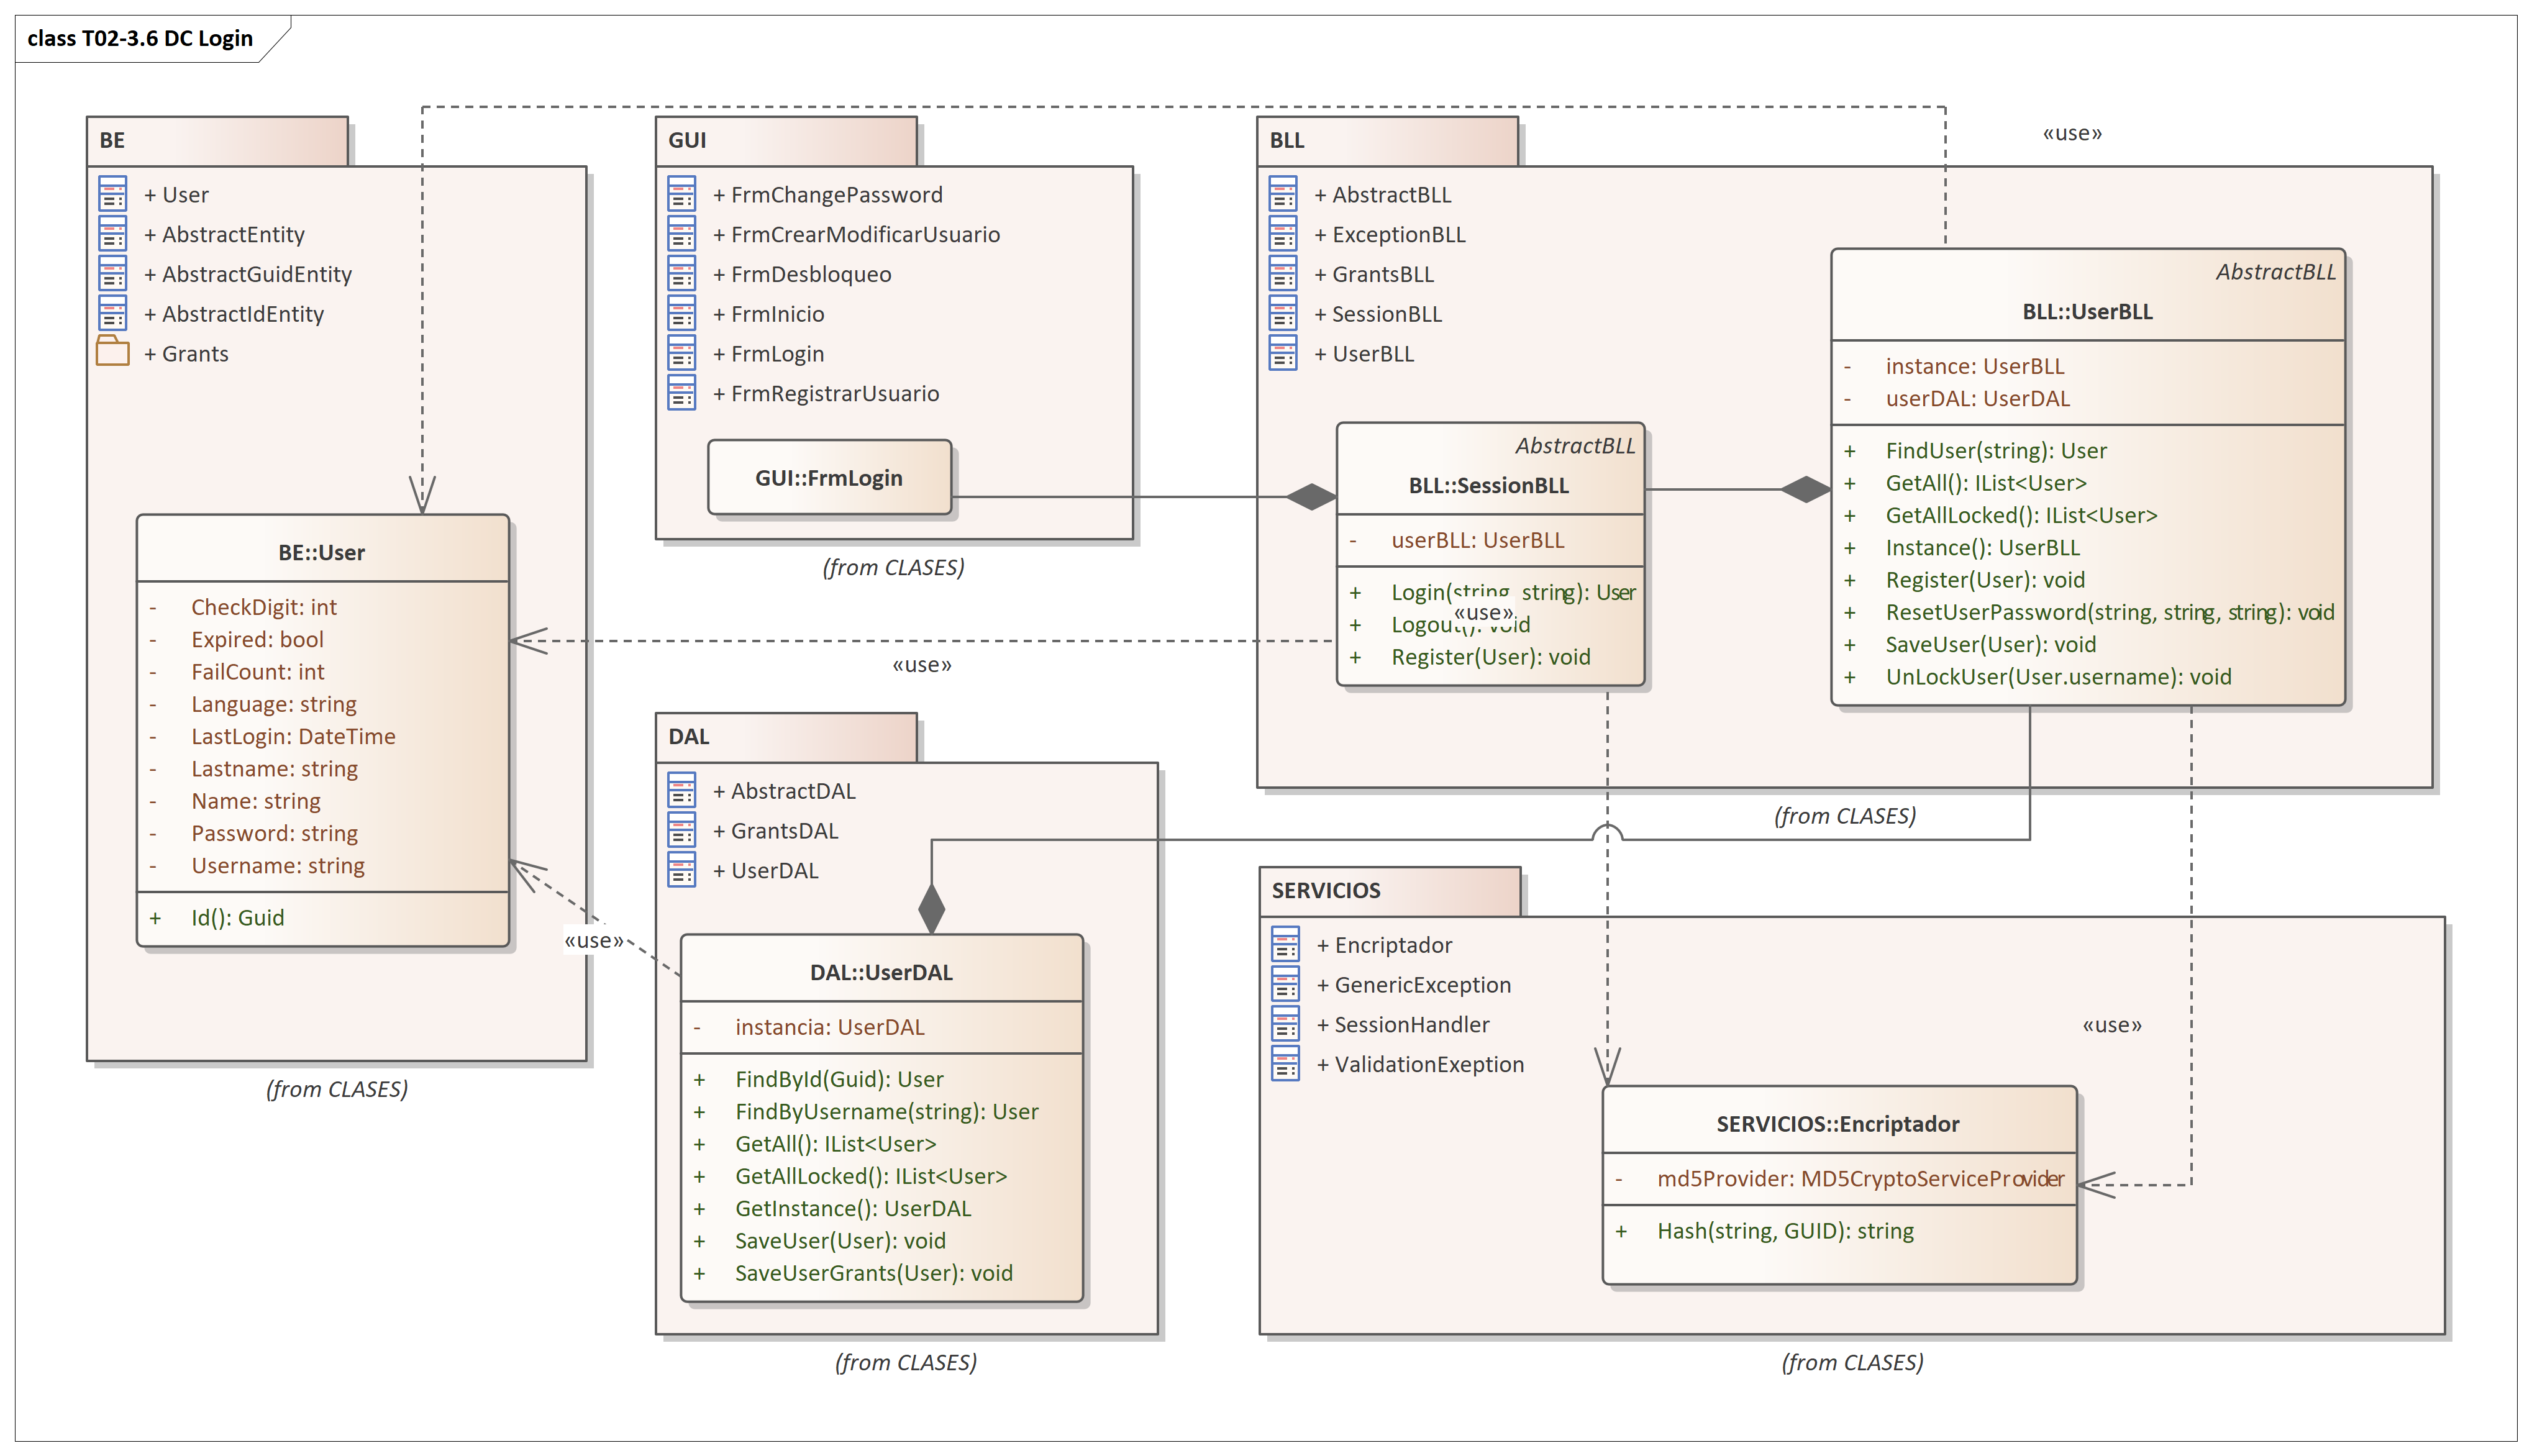 class T02-3.6 DC Login
«use»
BE
+ User
+ AbstractEntity
+ AbstractGuidEntity
+ AbstractIdEntity
+ Grants
BE::User
- CheckDigit: int
- Expired: bool
- FailCount: int
- Language: string
- LastLogin: DateTime
- Lastname: string
- Name: string
- Password: string
- Username: string
+ Id(): Guid
(from CLASES)
GUI
+ FrmChangePassword
+ FrmCrearModificarUsuario
+ FrmDesbloqueo
+ FrmInicio
+ FrmLogin
+ FrmRegistrarUsuario
GUI::FrmLogin
(from CLASES)
BLL
+ AbstractBLL
+ ExceptionBLL
+ GrantsBLL
+ SessionBLL
+ UserBLL
AbstractBLL
BLL::SessionBLL
- userBLL: UserBLL
+ Login(string, string): User
«use»
+ Logout(): void
+ Register(User): void
AbstractBLL
BLL::UserBLL
- instance: UserBLL
- userDAL: UserDAL
+ FindUser(string): User
+ GetAll(): IList<User>
+ GetAllLocked(): IList<User>
+ Instance(): UserBLL
+ Register(User): void
+ ResetUserPassword(string, string, string): void
+ SaveUser(User): void
+ UnLockUser(User.username): void
(from CLASES)
«use»
DAL
+ AbstractDAL
+ GrantsDAL
+ UserDAL
«use»
DAL::UserDAL
- instancia: UserDAL
+ FindById(Guid): User
+ FindByUsername(string): User
+ GetAll(): IList<User>
+ GetAllLocked(): IList<User>
+ GetInstance(): UserDAL
+ SaveUser(User): void
+ SaveUserGrants(User): void
(from CLASES)
SERVICIOS
+ Encriptador
+ GenericException
+ SessionHandler
+ ValidationExeption
«use»
SERVICIOS::Encriptador
- md5Provider: MD5CryptoServiceProvider
+ Hash(string, GUID): string
(from CLASES)